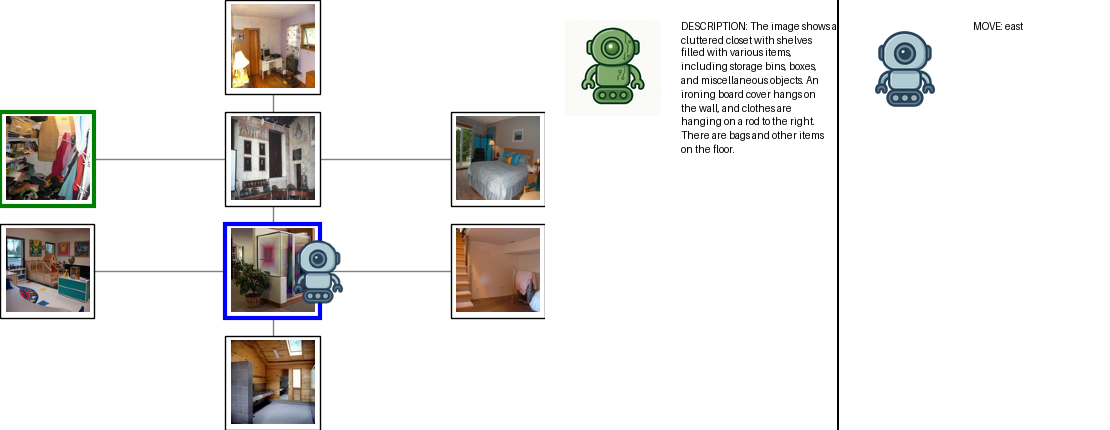 DESCRIPTION: The image shows a
cluttered closet with shelves
filled with various items,
including storage bins, boxes,
and miscellaneous objects. An
ironing board cover hangs on
the wall, and clothes are
hanging on a rod to the right.
There are bags and other items
on the floor.
MOVE: east